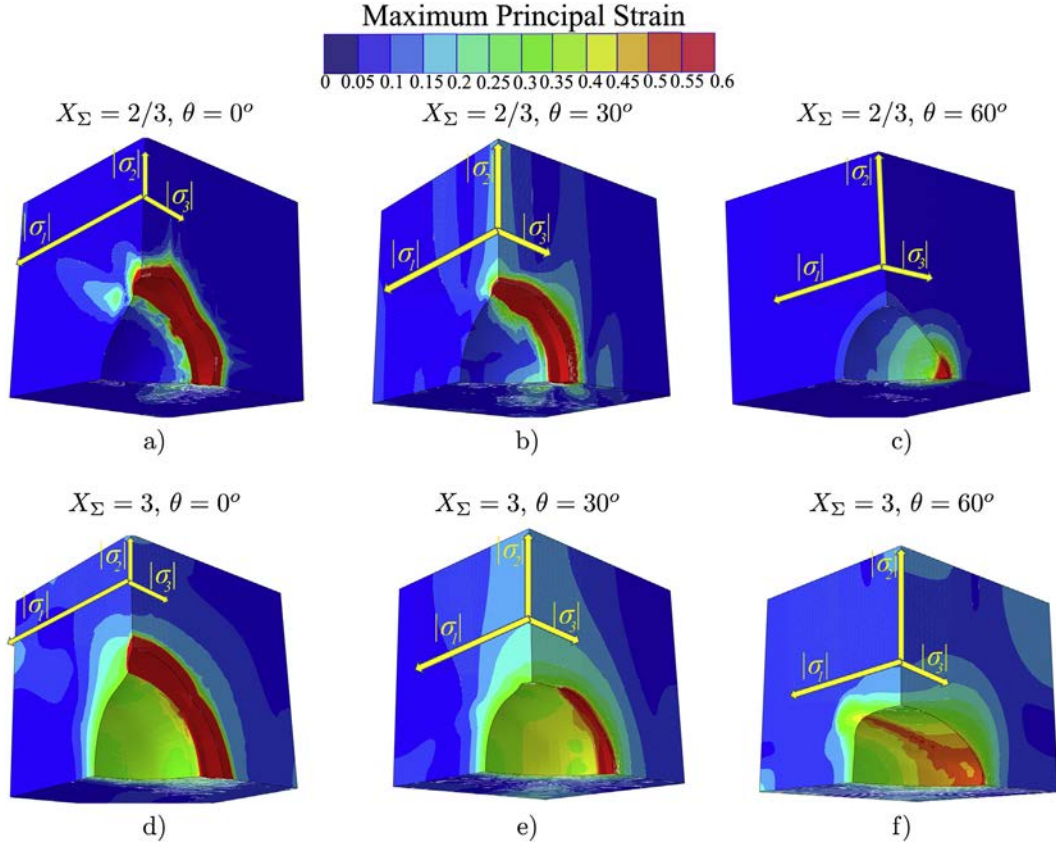 Maximum Principal Strain
0 0.05 0.1 0.15 0.2 0.25 0.3 0.35 0.4 0.45 0.5 0.55 0.6
X_Σ = 2/3, θ = 0° X_Σ = 2/3, θ = 30° X_Σ = 2/3, θ = 60°
|σ₂| |σ₃| |σ₁| |σ₂| |σ₃| |σ₁| |σ₂| |σ₃| |σ₁|
a) b) c)
X_Σ = 3, θ = 0° X_Σ = 3, θ = 30° X_Σ = 3, θ = 60°
|σ₂| |σ₃| |σ₁| |σ₂| |σ₃| |σ₁| |σ₂| |σ₃| |σ₁|
d) e) f)